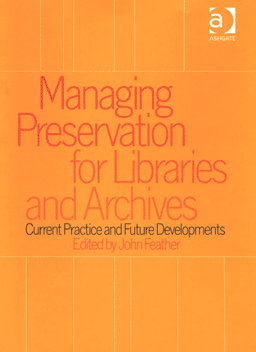 ASHGATE
Managing
Preservation
for Libraries
and Archives
Current Practice and Future Developments
Edited by John Feather